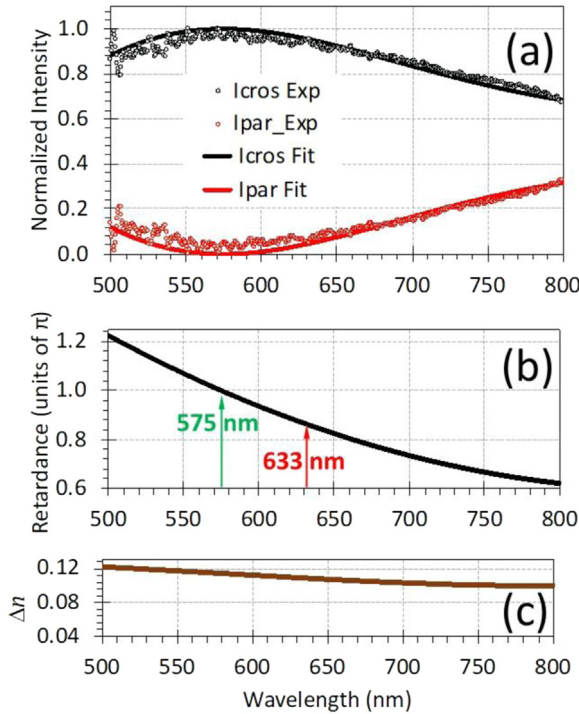 (a)
Normalized Intensity
1.0
0.8
0.6
0.4
0.2
0.0
Icros Exp
Ipar_Exp
Icros Fit
Ipar Fit
500 550 600 650 700 750 800
(b)
Retardance (units of π)
1.2
1.0
0.8
0.6
575 nm
633 nm
500 550 600 650 700 750 800
(c)
Δn
0.12
0.08
0.04
500 550 600 650 700 750 800
Wavelength (nm)